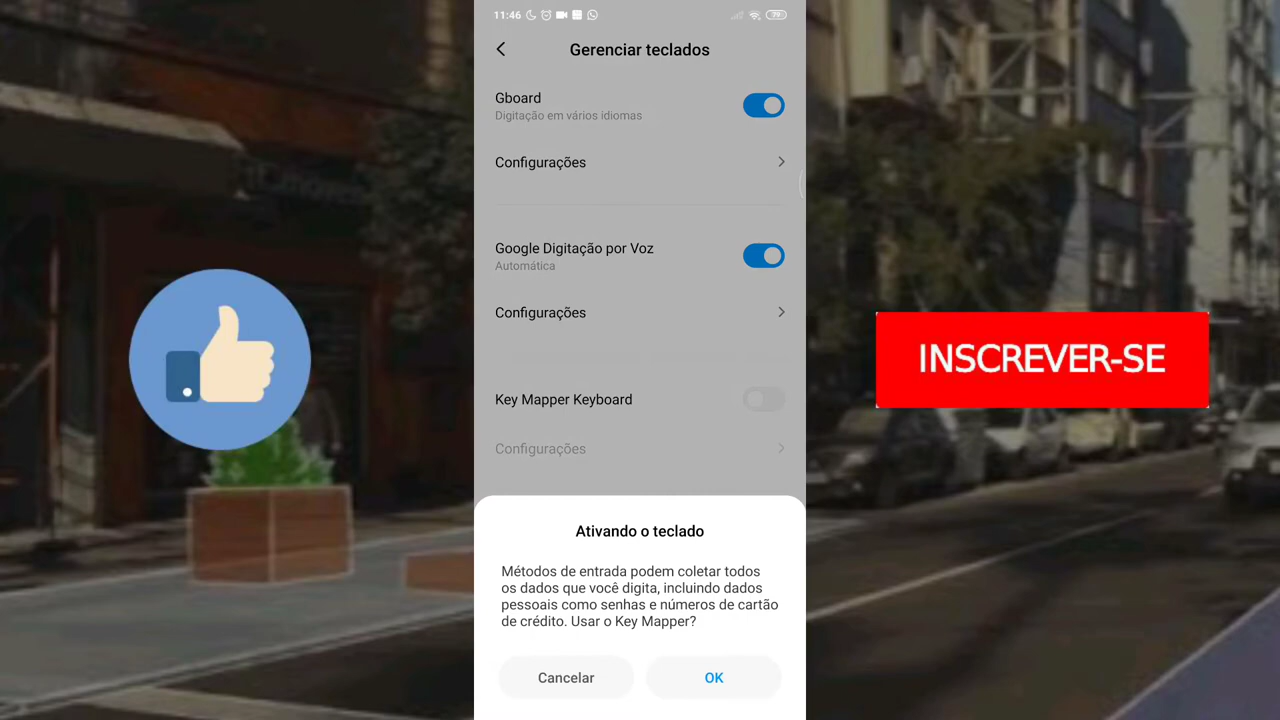 11:46
79
Gerenciar teclados
Gboard
Digitação em vários idiomas
Configurações
Google Digitação por Voz
Automática
Configurações
Key Mapper Keyboard
Configurações
Ativando o teclado
Métodos de entrada podem coletar todos
os dados que você digita, incluindo dados
pessoais como senhas e números de cartão
de crédito. Usar o Key Mapper?
Cancelar
OK
INSCREVER-SE